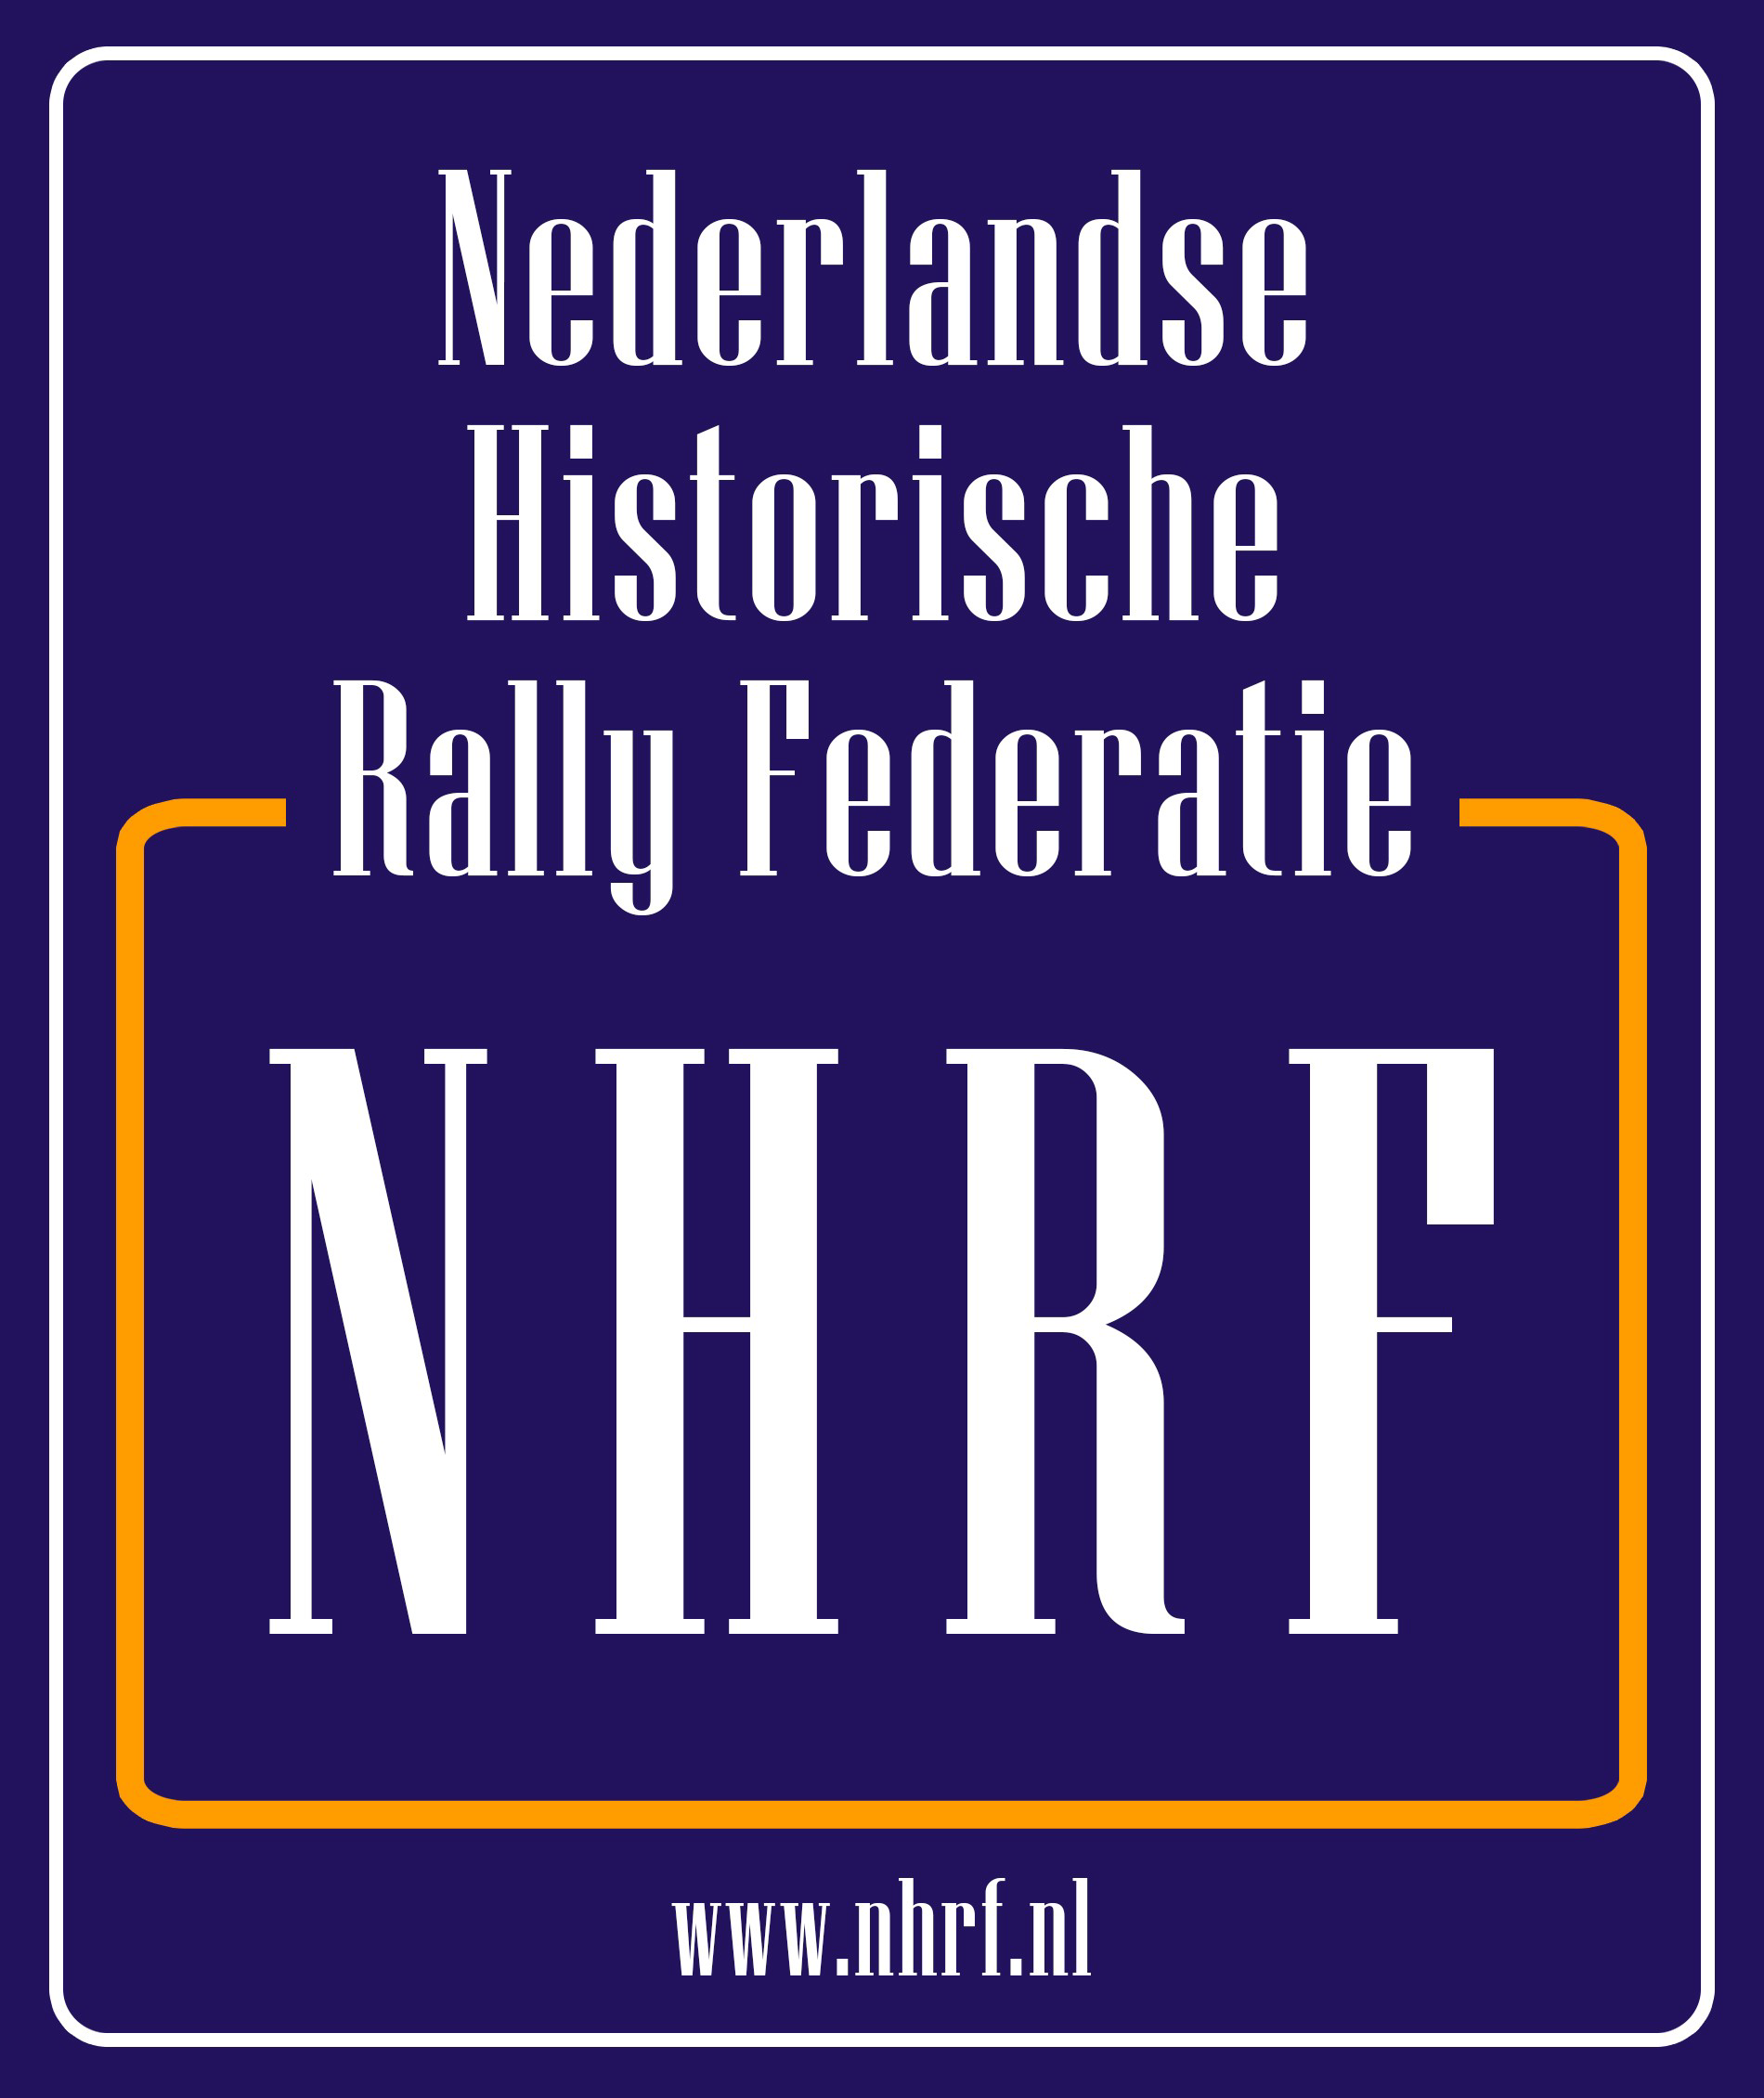 Nederlandse
Historische
Rally Federatie
NHRF
www.nhrf.nl